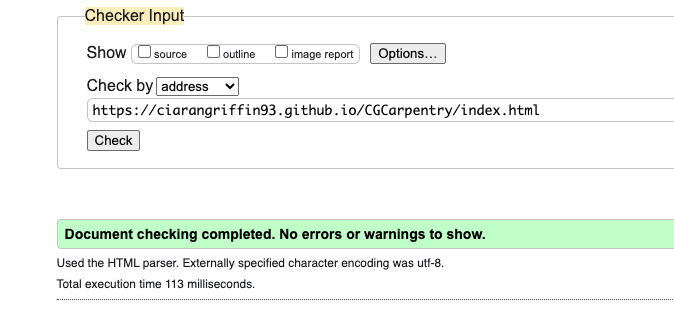 Checker Input
Show source outline image report Options...
Check by address
https://ciarangriffin93.github.io/CGCarpentry/index.html
Check
Document checking completed. No errors or warnings to show.
Used the HTML parser. Externally specified character encoding was utf-8.
Total execution time 113 milliseconds.